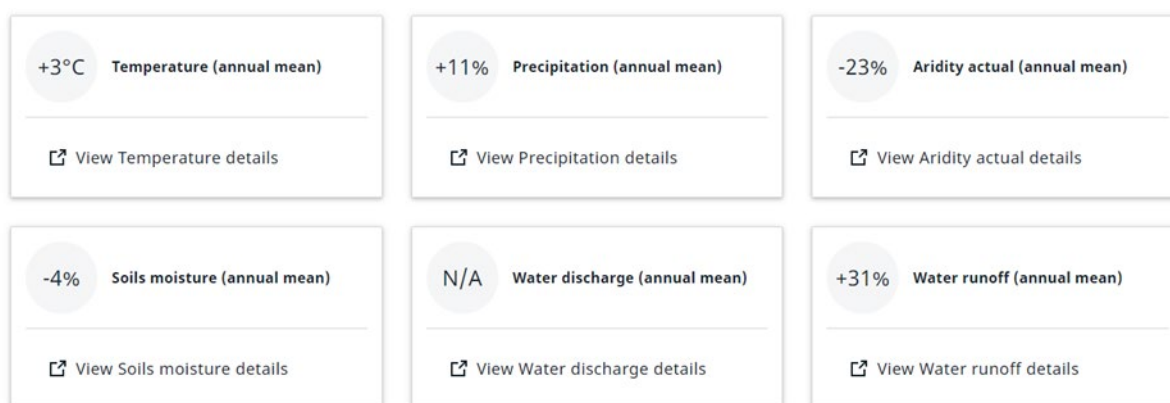 +3°C Temperature (annual mean)
View Temperature details
+11% Precipitation (annual mean)
View Precipitation details
-23% Aridity actual (annual mean)
View Aridity actual details
-4% Soils moisture (annual mean)
View Soils moisture details
N/A Water discharge (annual mean)
View Water discharge details
+31% Water runoff (annual mean)
View Water runoff details